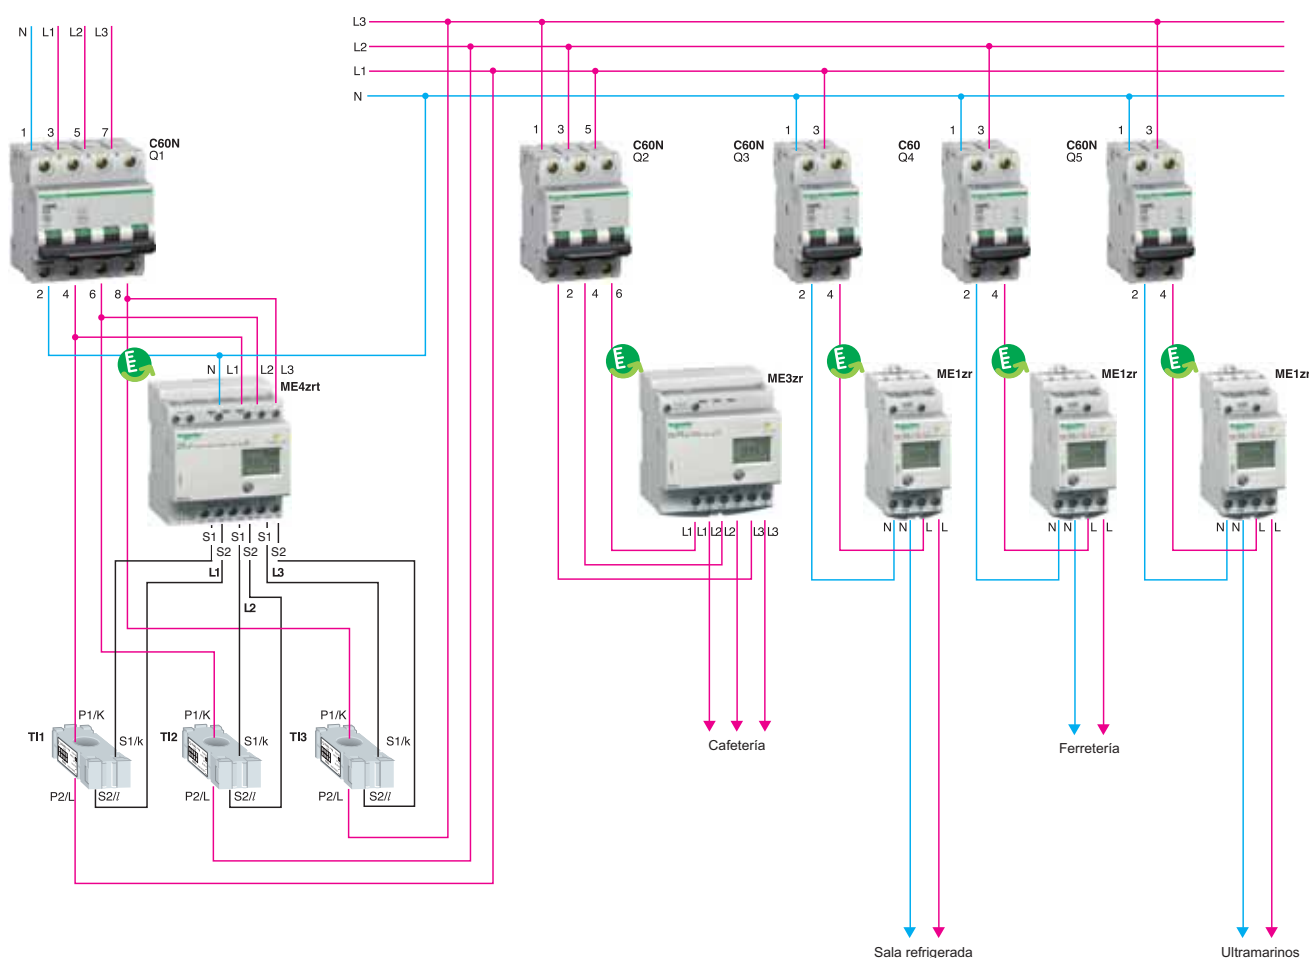 L3
L2
L1
N
N L1 L2 L3
1 3 5 7
C60N
Q1
1 3 5
C60N
Q2
C60N
Q3
1 3
C60
Q4
1 3
C60N
Q5
1 3
2 4 6 8
2 4 6
2 4
2 4
2 4
N L1 L2 L3
ME4zrt
ME3zr
ME1zr
ME1zr
ME1zr
S1 S1 S1
S2 S2 S2
L1 L3
L2
L1 L1 L2 L2 L3 L3
N N L L
N N L L
N N L L
P1/K P1/K P1/K
TI1 S1/k
TI2 S1/k
TI3 S1/k
P2/L S2/l
P2/L S2/l
P2/L S2/l
Cafetería
Ferretería
Sala refrigerada
Ultramarinos